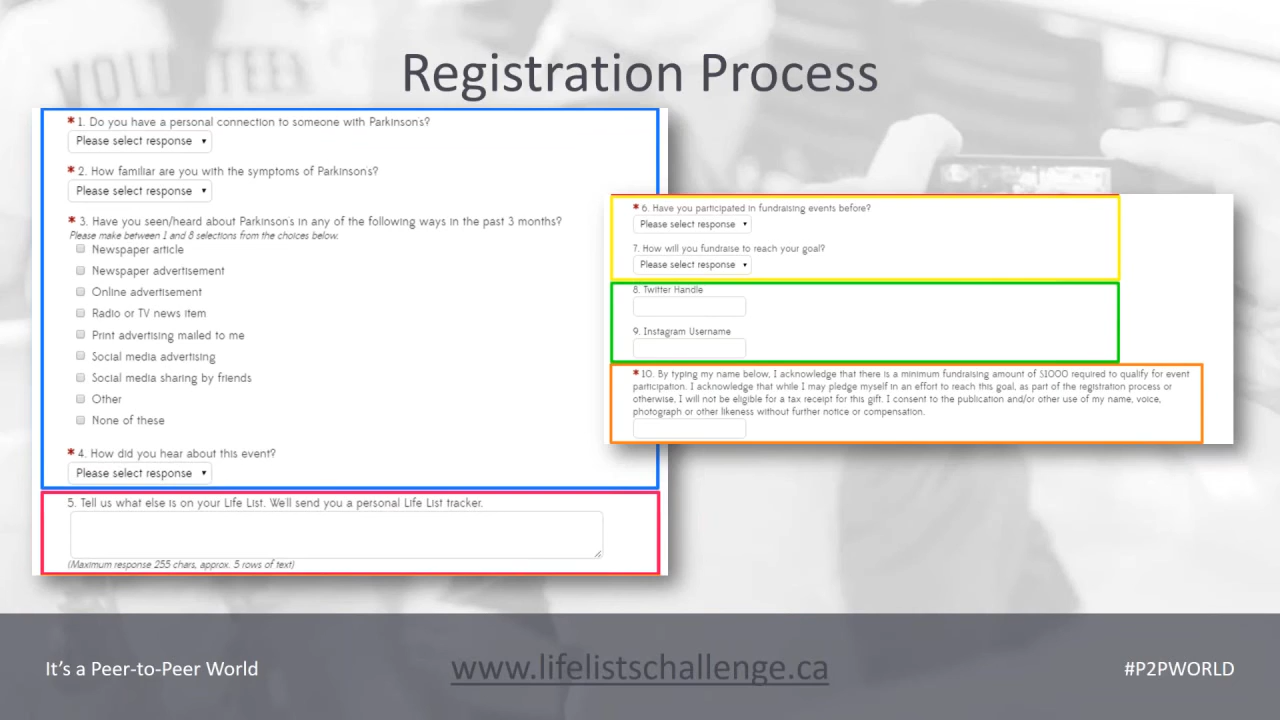 VOLU TEER
Registration Process
* 1. Do you have a personal connection to someone with Parkinson's?
Please select response
* 2. How familiar are you with the symptoms of Parkinson's?
Please select response
* 3. Have you seen/heard about Parkinson's in any of the following ways in the past 3 months?
Please make between 1 and 8 selections from the choices below.
Newspaper article
Newspaper advertisement
Online advertisement
Radio or TV news item
Print advertising mailed to me
Social media advertising
Social media sharing by friends
Other
None of these
* 4. How did you hear about this event?
Please select response
5. Tell us what else is on your Life List. We'll send you a personal Life List tracker.
(Maximum response 255 chars, approx. 5 rows of text)
* 6. Have you participated in fundraising events before?
Please select response
7. How will you fundraise to reach your goal?
Please select response
8. Twitter Handle
9. Instagram Username
* 10. By typing my name below, I acknowledge that there is a minimum fundraising amount of $1000 required to qualify for event
participation. I acknowledge that while I may pledge myself in an effort to reach this goal, as part of the registration process or
otherwise, I will not be eligible for a tax receipt for this gift. I consent to the publication and/or other use of my name, voice,
photograph or other likeness without further notice or compensation.
It's a Peer-to-Peer World
www.lifelistschallenge.ca
#P2PWORLD